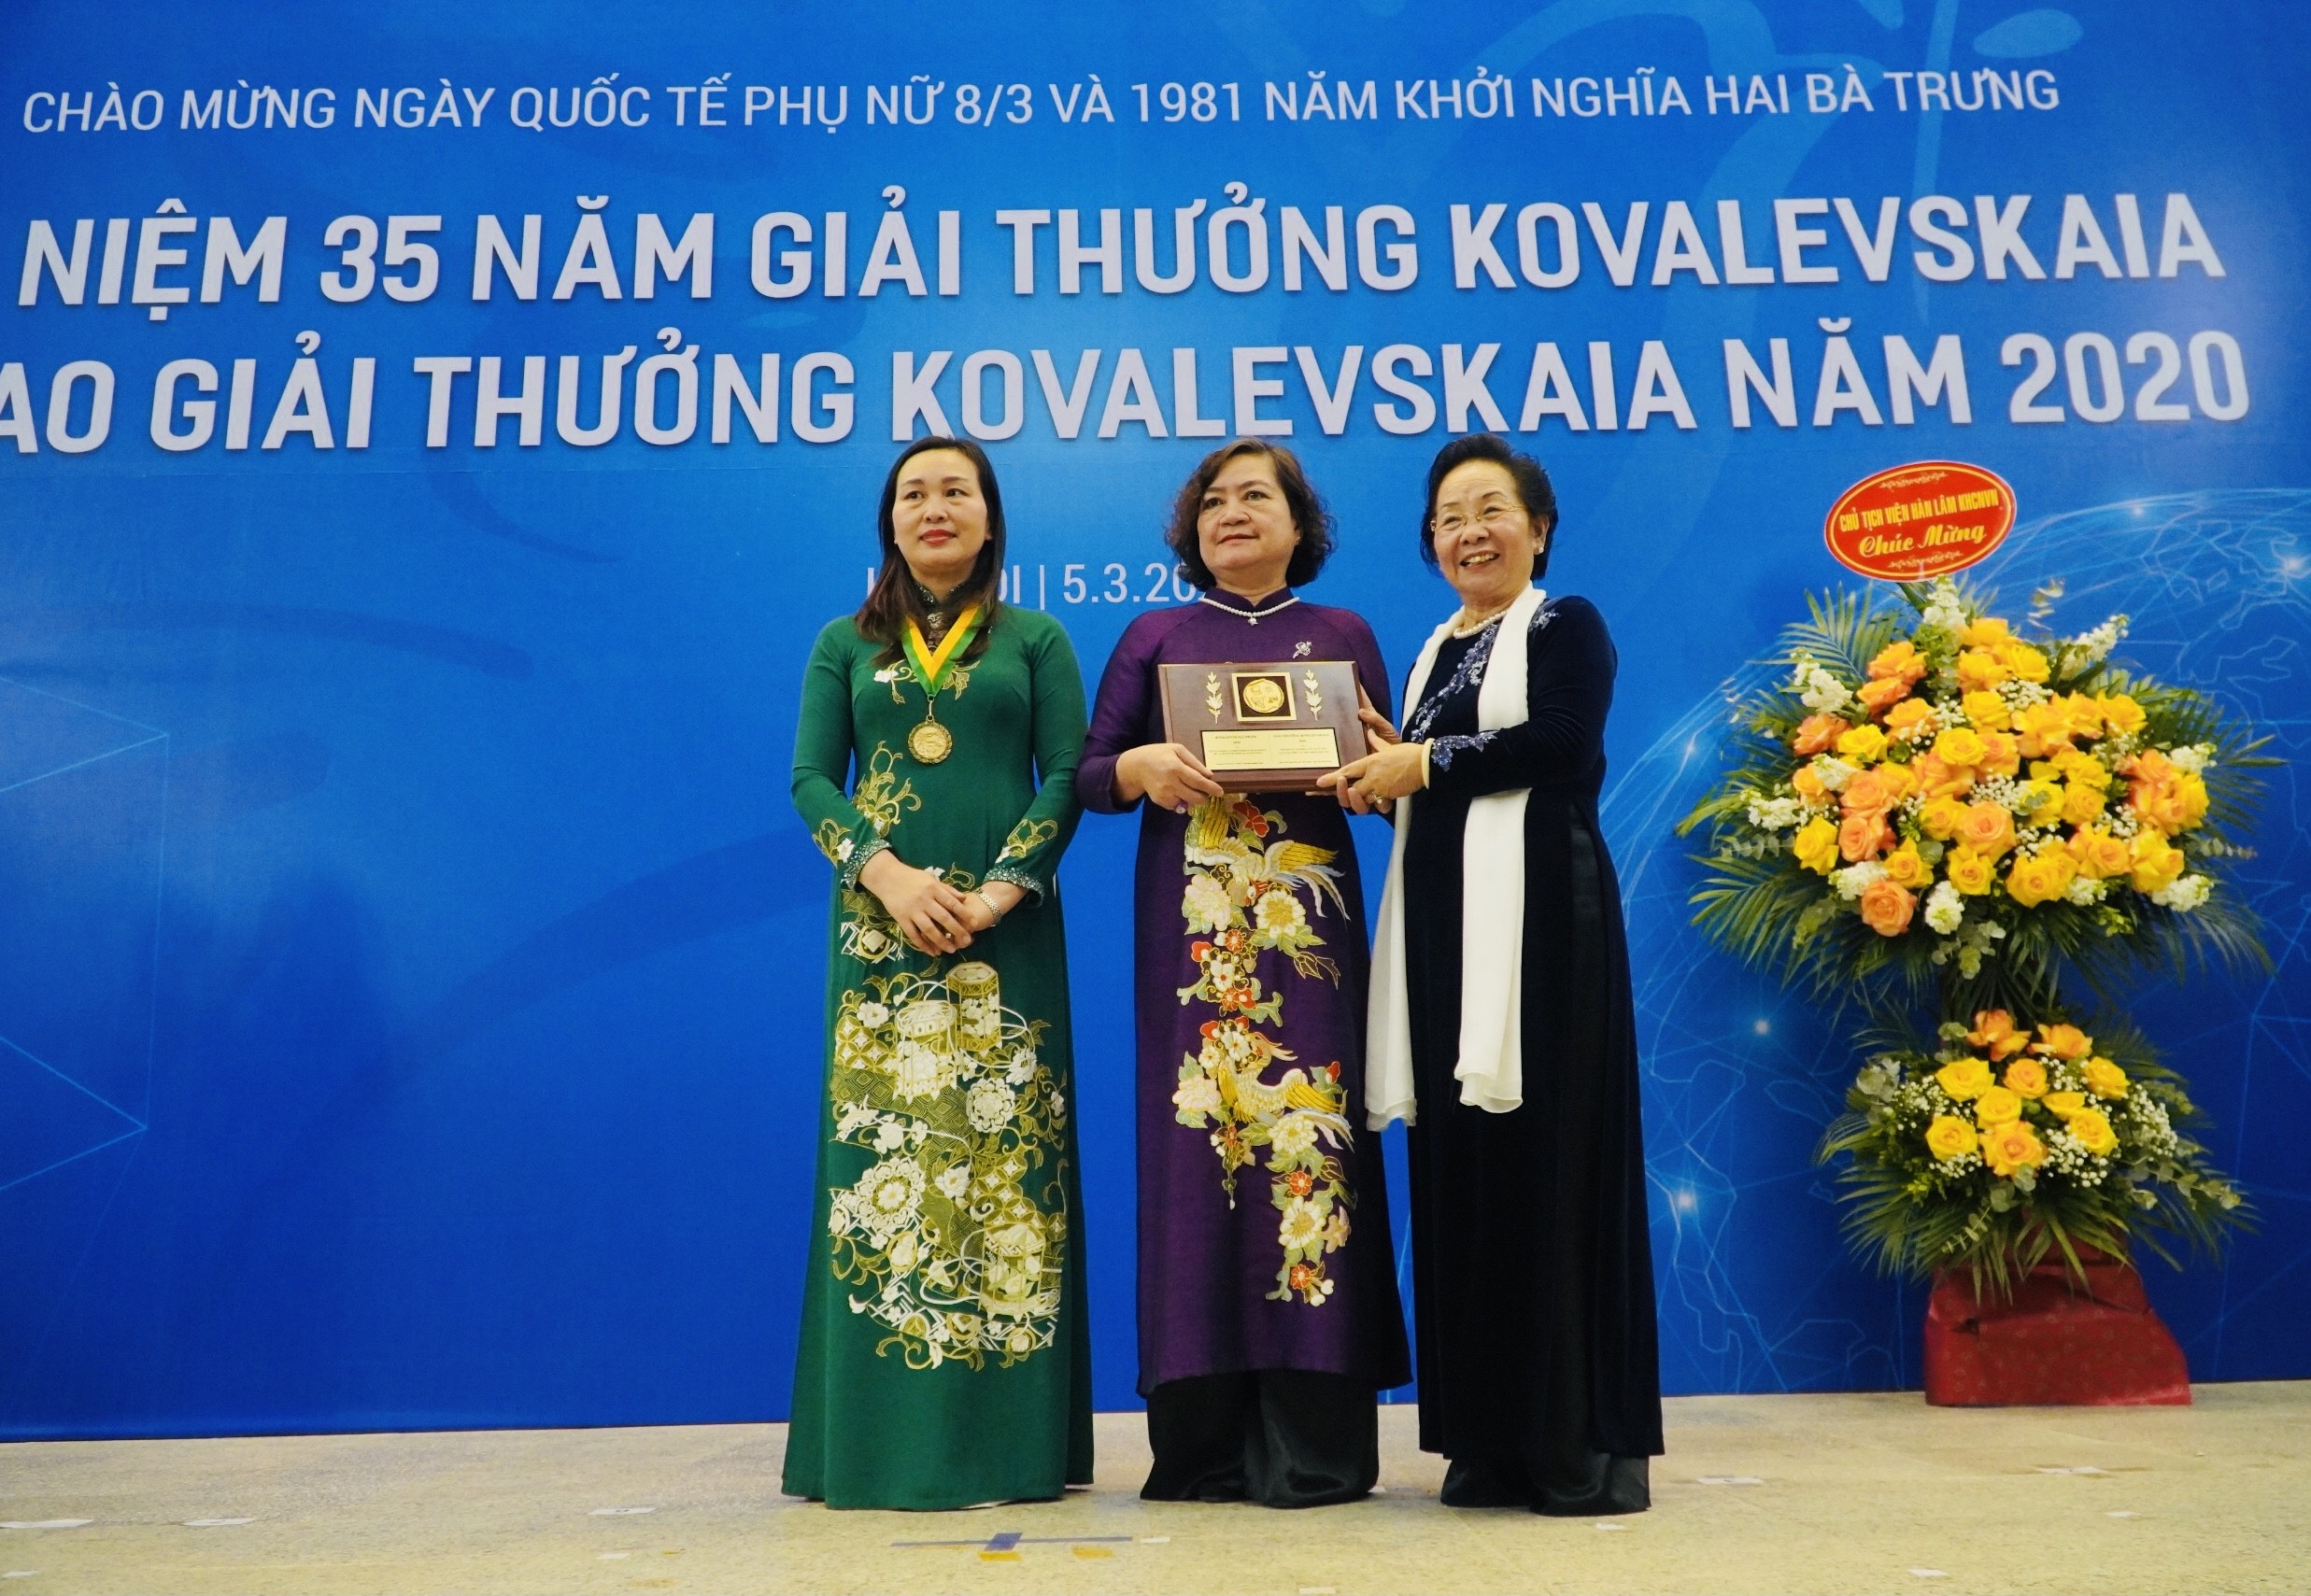 CHÀO MỪNG NGÀY QUỐC TẾ PHỤ NỮ 8/3 VÀ 1981 NĂM KHỞI NGHĨA HAI BÀ TRƯNG
NIỆM 35 NĂM GIẢI THƯỞNG KOVALEVSKAIA
AO GIẢI THƯỞNG KOVALEVSKAIA NĂM 2020
5.3.20
CHỦ TỊCH VIỆN HÀN LÂM KHCNVN
Chúc Mừng